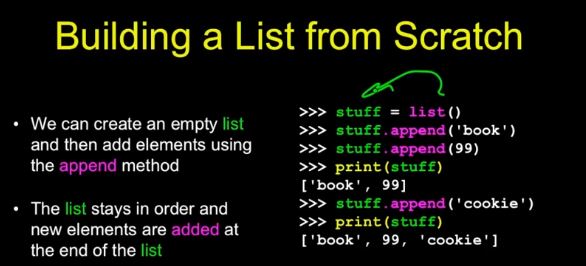 Building a List from Scratch
• We can create an empty list
and then add elements using
the append method
• The list stays in order and
new elements are added at
the end of the list
>>> stuff = list()
>>> stuff.append('book')
>>> stuff.append(99)
>>> print(stuff)
['book', 99]
>>> stuff.append('cookie')
>>> print(stuff)
['book', 99, 'cookie']